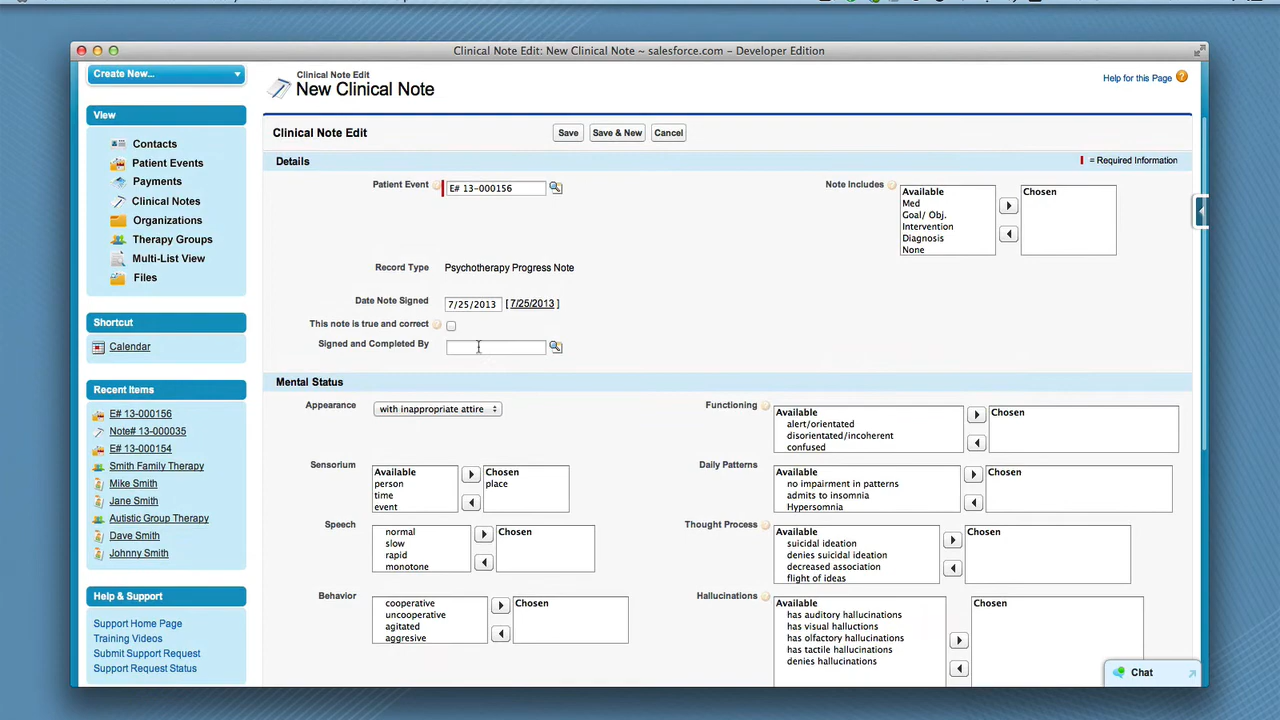 Clinical Note Edit: New Clinical Note ~ salesforce.com - Developer Edition
Create New...
View
Contacts
Patient Events
Payments
Clinical Notes
Organizations
Therapy Groups
Multi-List View
Files
Shortcut
Calendar
Recent Items
E# 13-000156
Note# 13-000035
E# 13-000154
Smith Family Therapy
Mike Smith
Jane Smith
Autistic Group Therapy
Dave Smith
Johnny Smith
Help & Support
Support Home Page
Training Videos
Submit Support Request
Support Request Status
Clinical Note Edit
New Clinical Note
Help for this Page
Clinical Note Edit
Save
Save & New
Cancel
Details
= Required Information
Patient Event
E# 13-000156
Note Includes
Available
Med
Goal/ Obj.
Intervention
Diagnosis
None
Chosen
Record Type
Psychotherapy Progress Note
Date Note Signed
7/25/2013
[ 7/25/2013 ]
This note is true and correct
Signed and Completed By
Mental Status
Appearance
with inappropriate attire
Functioning
Available
alert/orientated
disorientated/incoherent
confused
Chosen
Sensorium
Available
person
time
event
Chosen
place
Daily Patterns
Available
no impairment in patterns
admits to insomnia
Hypersomnia
Chosen
Speech
normal
slow
rapid
monotone
Chosen
Thought Process
Available
suicidal ideation
denies suicidal ideation
decreased association
flight of ideas
Chosen
Behavior
cooperative
uncooperative
agitated
aggresive
Chosen
Hallucinations
Available
has auditory hallucinations
has visual halluctions
has olfactory hallucinations
has tactile hallucinations
denies hallucinations
Chosen
Chat